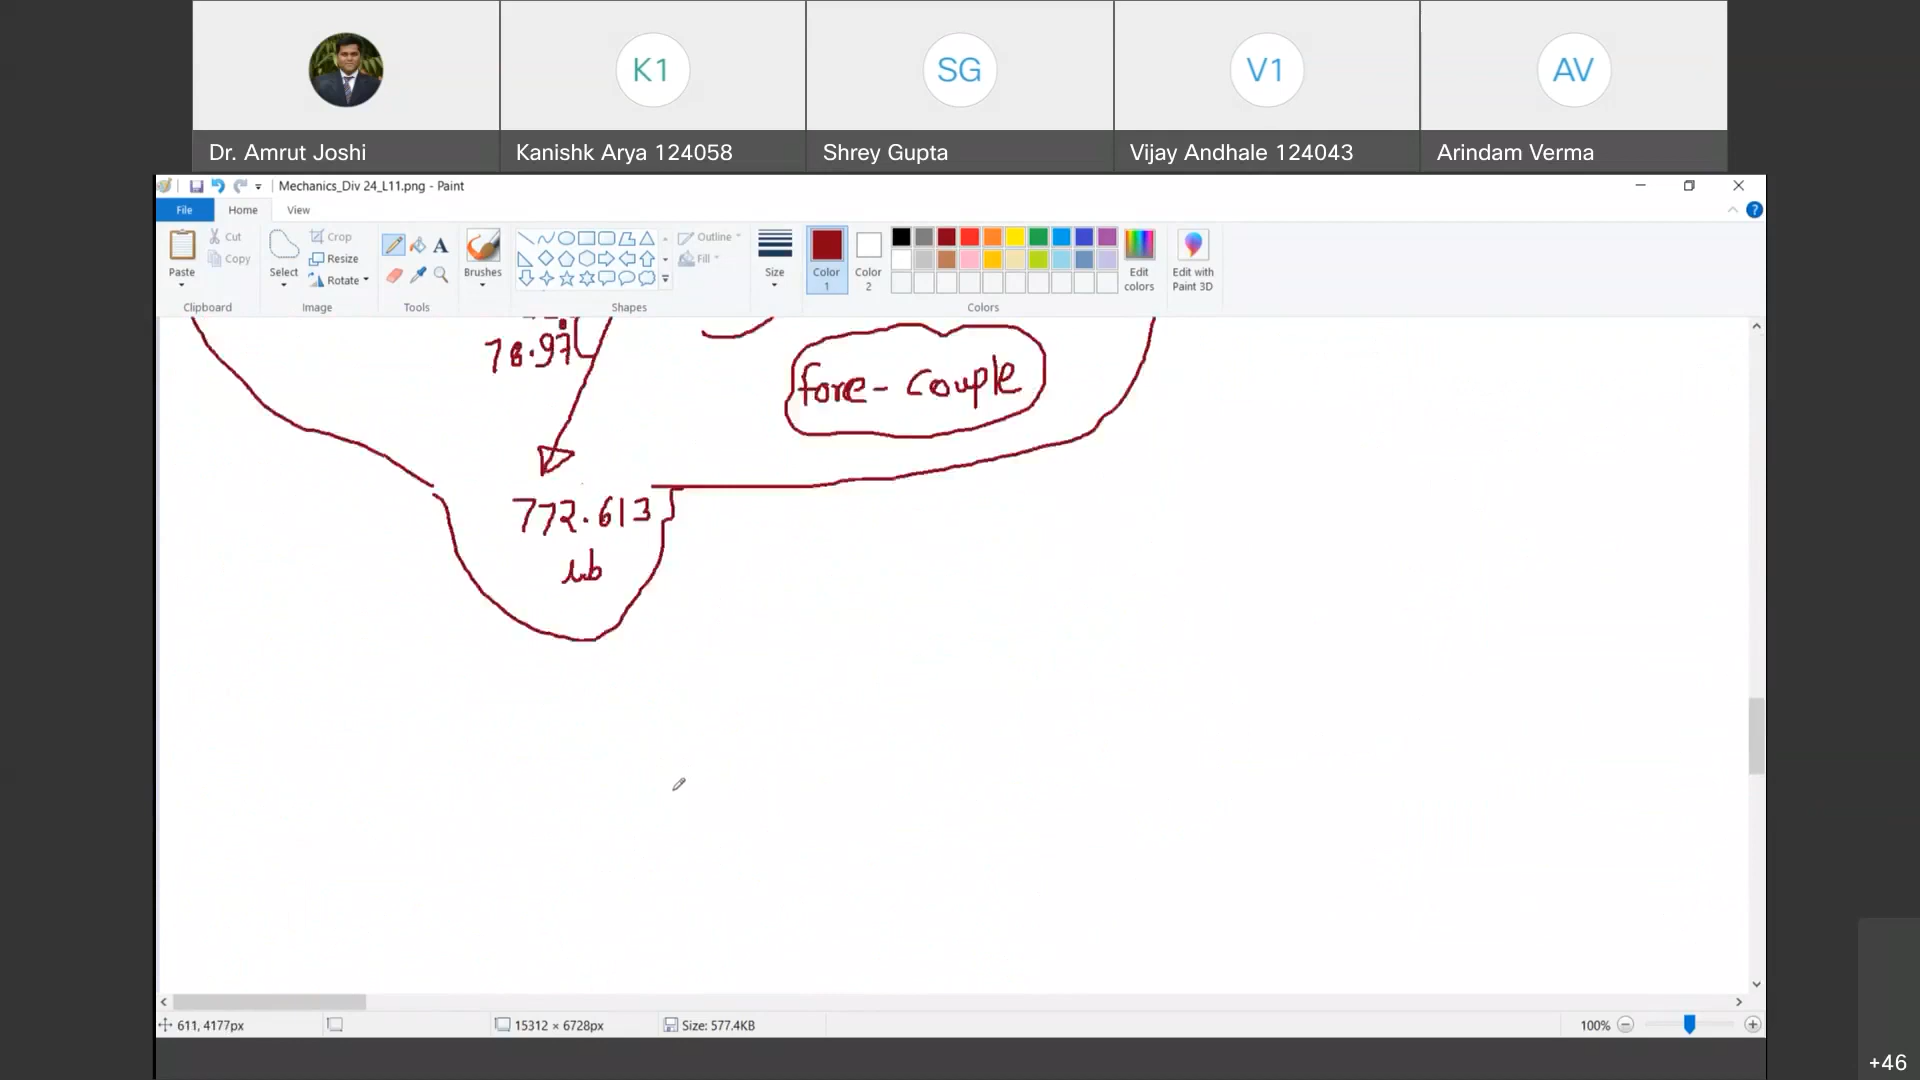 K1
SG
V1
AV
Dr. Amrut Joshi
Kanishk Arya 124058
Shrey Gupta
Vijay Andhale 124043
Arindam Verma
Mechanics_Div 24_L11.png - Paint
File
Home
View
Paste
Cut
Copy
Clipboard
Select
Crop
Resize
Rotate
Image
A
Tools
Brushes
Shapes
Outline
Fill
Size
Color 1
Color 2
Edit colors
Colors
Edit with Paint 3D
78.97
fore- couple
772.613
lb
611, 4177px
15312 × 6728px
Size: 577.4KB
100%
+46